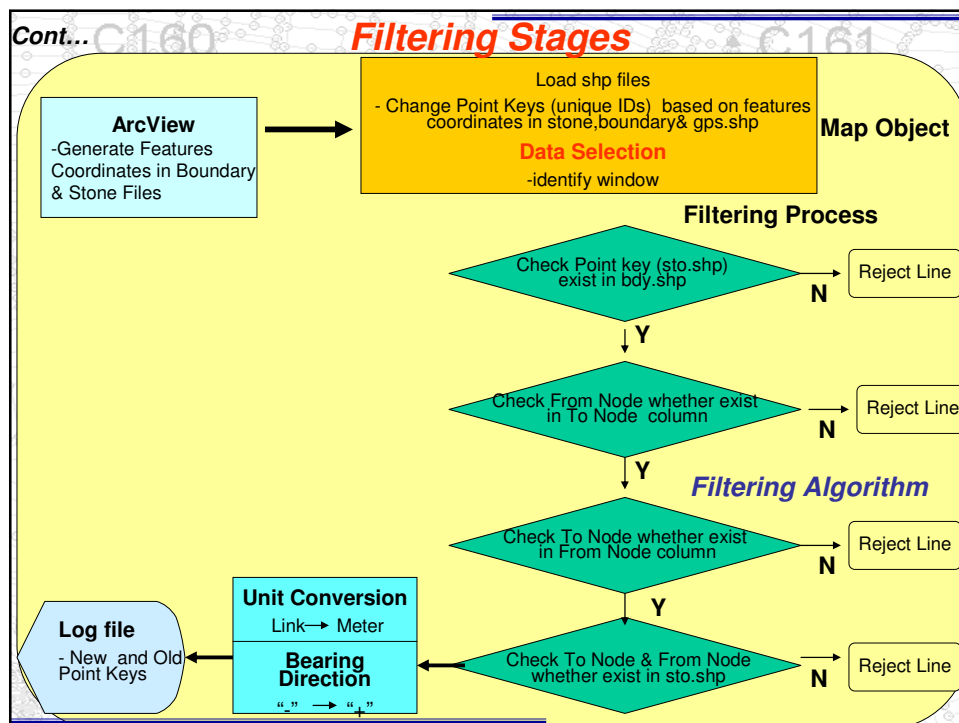 Cont...
C160
Filtering Stages
C161
ArcView
-Generate Features
Coordinates in Boundary
& Stone Files
Load shp files
- Change Point Keys (unique IDs) based on features
coordinates in stone,boundary& gps.shp
Data Selection
-identify window
Map Object
Filtering Process
Check Point key (sto.shp)
exist in bdy.shp
N
Reject Line
Y
Check From Node whether exist
in To Node column
N
Reject Line
Y
Filtering Algorithm
Check To Node whether exist
in From Node column
N
Reject Line
Y
Check To Node & From Node
whether exist in sto.shp
N
Reject Line
Unit Conversion
Link → Meter
Bearing
Direction
“-” → “+”
Log file
- New and Old
Point Keys